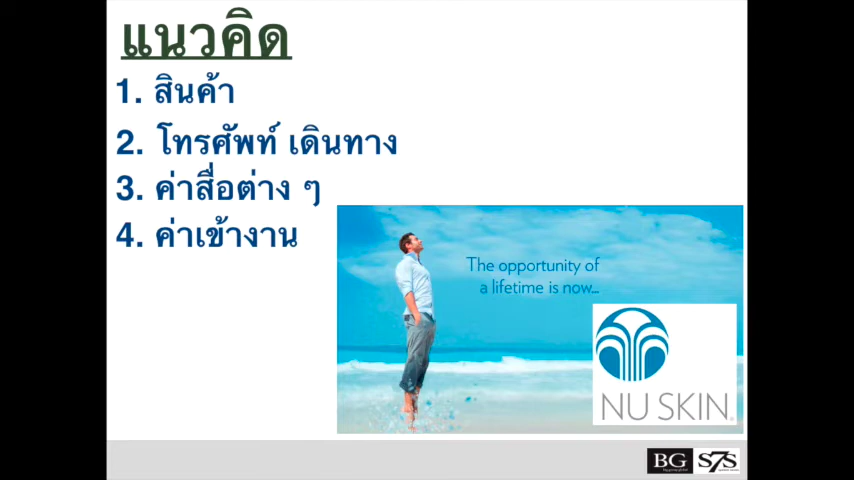 แนวคิด
1. สินค้า
2. โทรศัพท์ เดินทาง
3. ค่าสื่อต่าง ๆ
4. ค่าเข้างาน
The opportunity of
a lifetime is now...
NU SKIN®
BG S7S